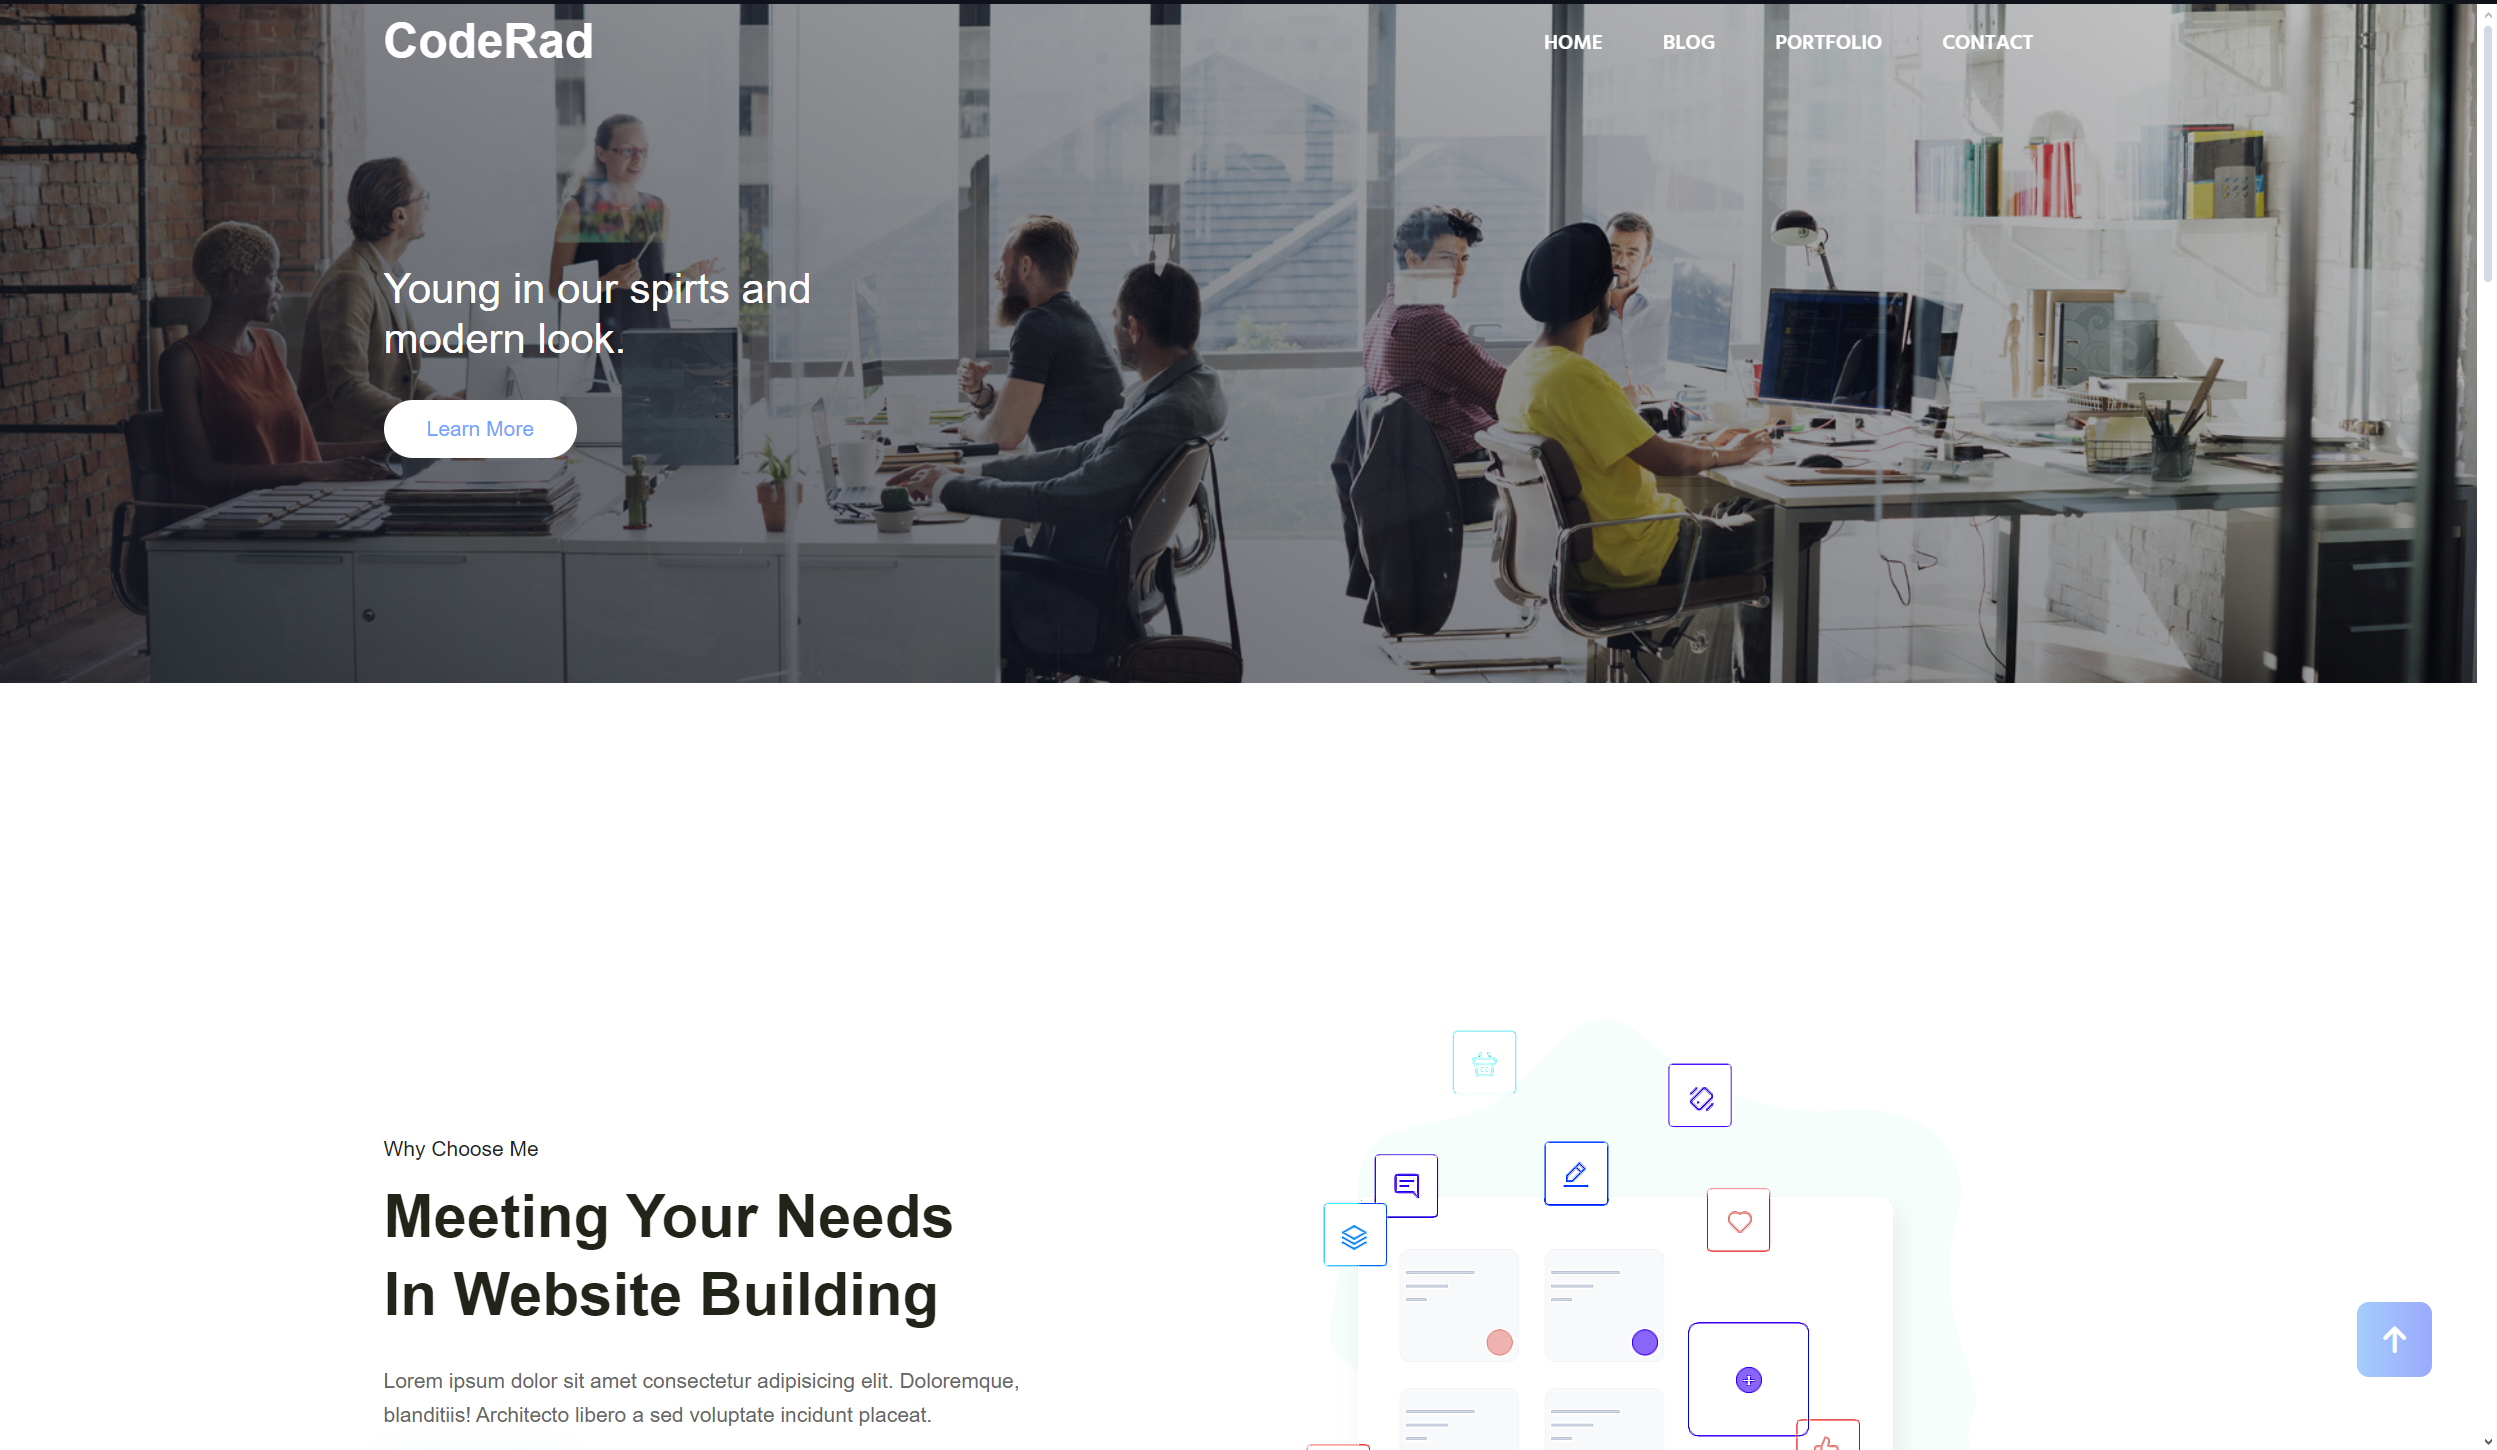 CodeRad
HOME BLOG PORTFOLIO CONTACT
Young in our spirts and
modern look.
Learn More
Why Choose Me
Meeting Your Needs
In Website Building
Lorem ipsum dolor sit amet consectetur adipisicing elit. Doloremque,
blanditiis! Architecto libero a sed voluptate incidunt placeat.